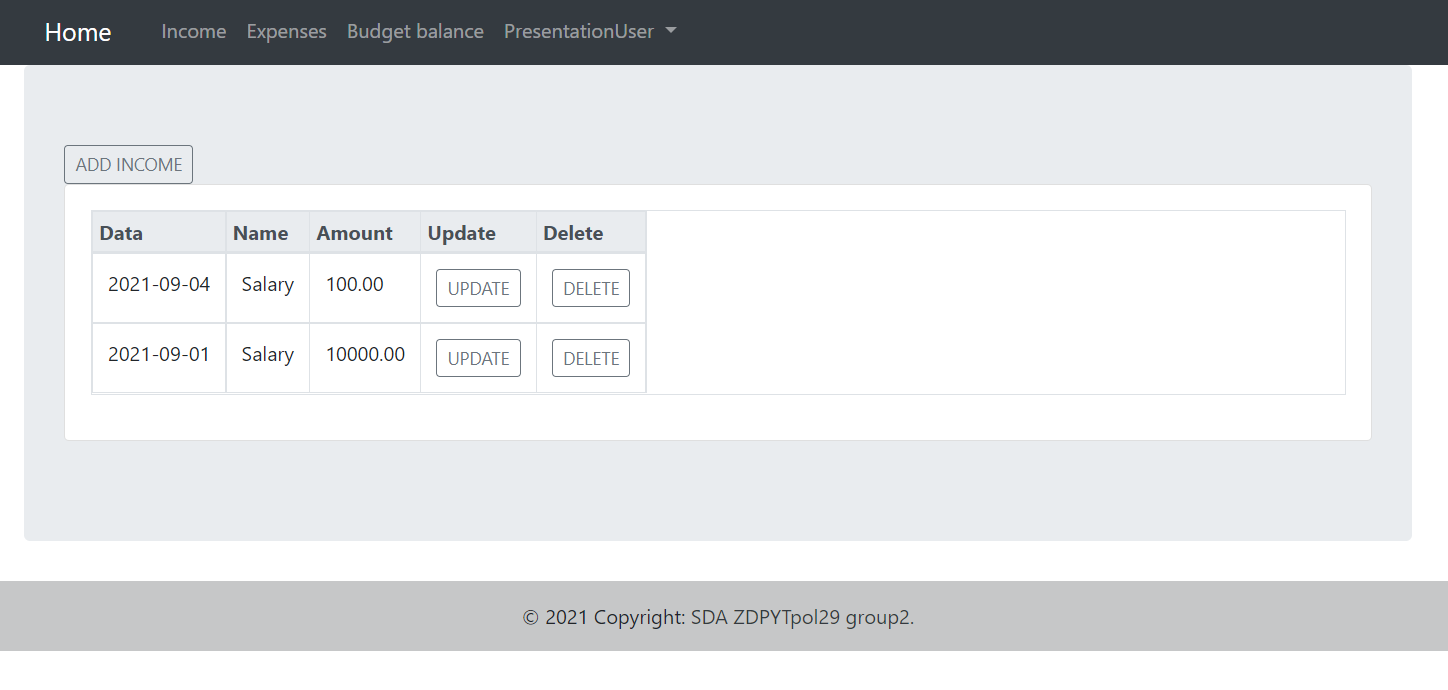 Home Income Expenses Budget balance PresentationUser
ADD INCOME
Data Name Amount Update Delete
2021-09-04 Salary 100.00 UPDATE DELETE
2021-09-01 Salary 10000.00 UPDATE DELETE
© 2021 Copyright: SDA ZDPYTpol29 group2.